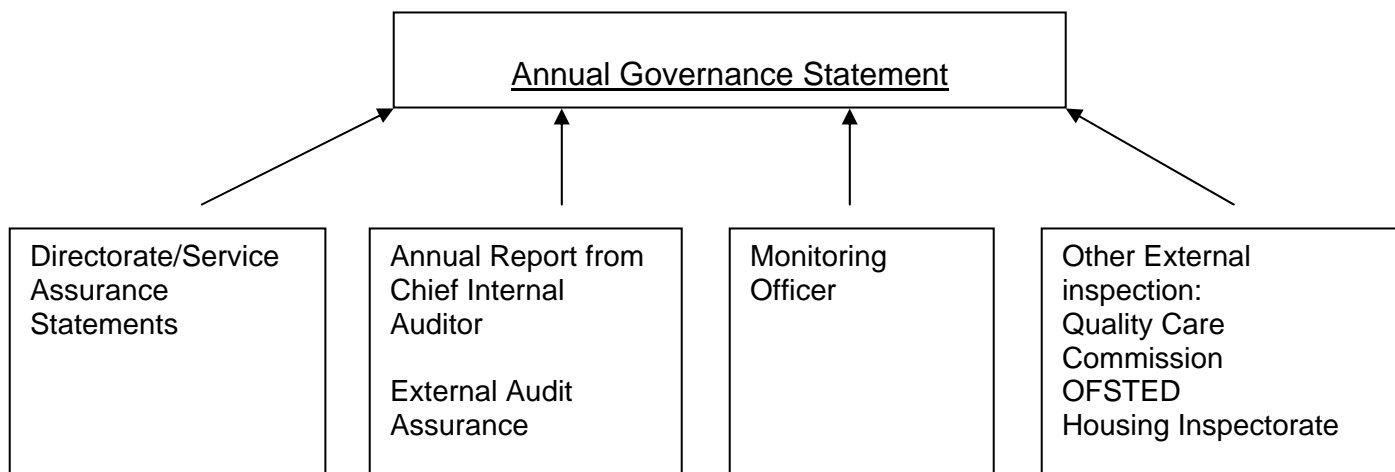 Annual Governance Statement
Directorate/Service
Assurance
Statements
Annual Report from
Chief Internal
Auditor
External Audit
Assurance
Monitoring
Officer
Other External
inspection:
Quality Care
Commission
OFSTED
Housing Inspectorate